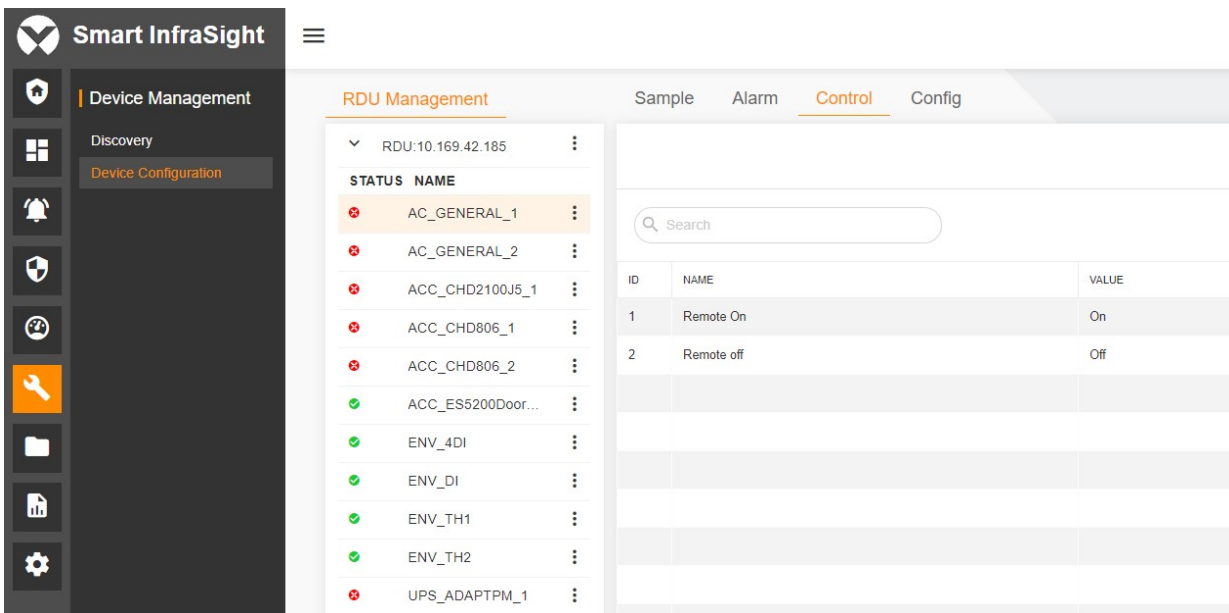 Smart InfraSight
Device Management
Discovery
Device Configuration
RDU Management
RDU:10.169.42.185
STATUS NAME
AC_GENERAL_1
AC_GENERAL_2
ACC_CHD2100J5_1
ACC_CHD806_1
ACC_CHD806_2
ACC_ES5200Door...
ENV_4DI
ENV_DI
ENV_TH1
ENV_TH2
UPS_ADAPTPM_1
Sample Alarm Control Config
Search
ID NAME VALUE
1 Remote On On
2 Remote off Off